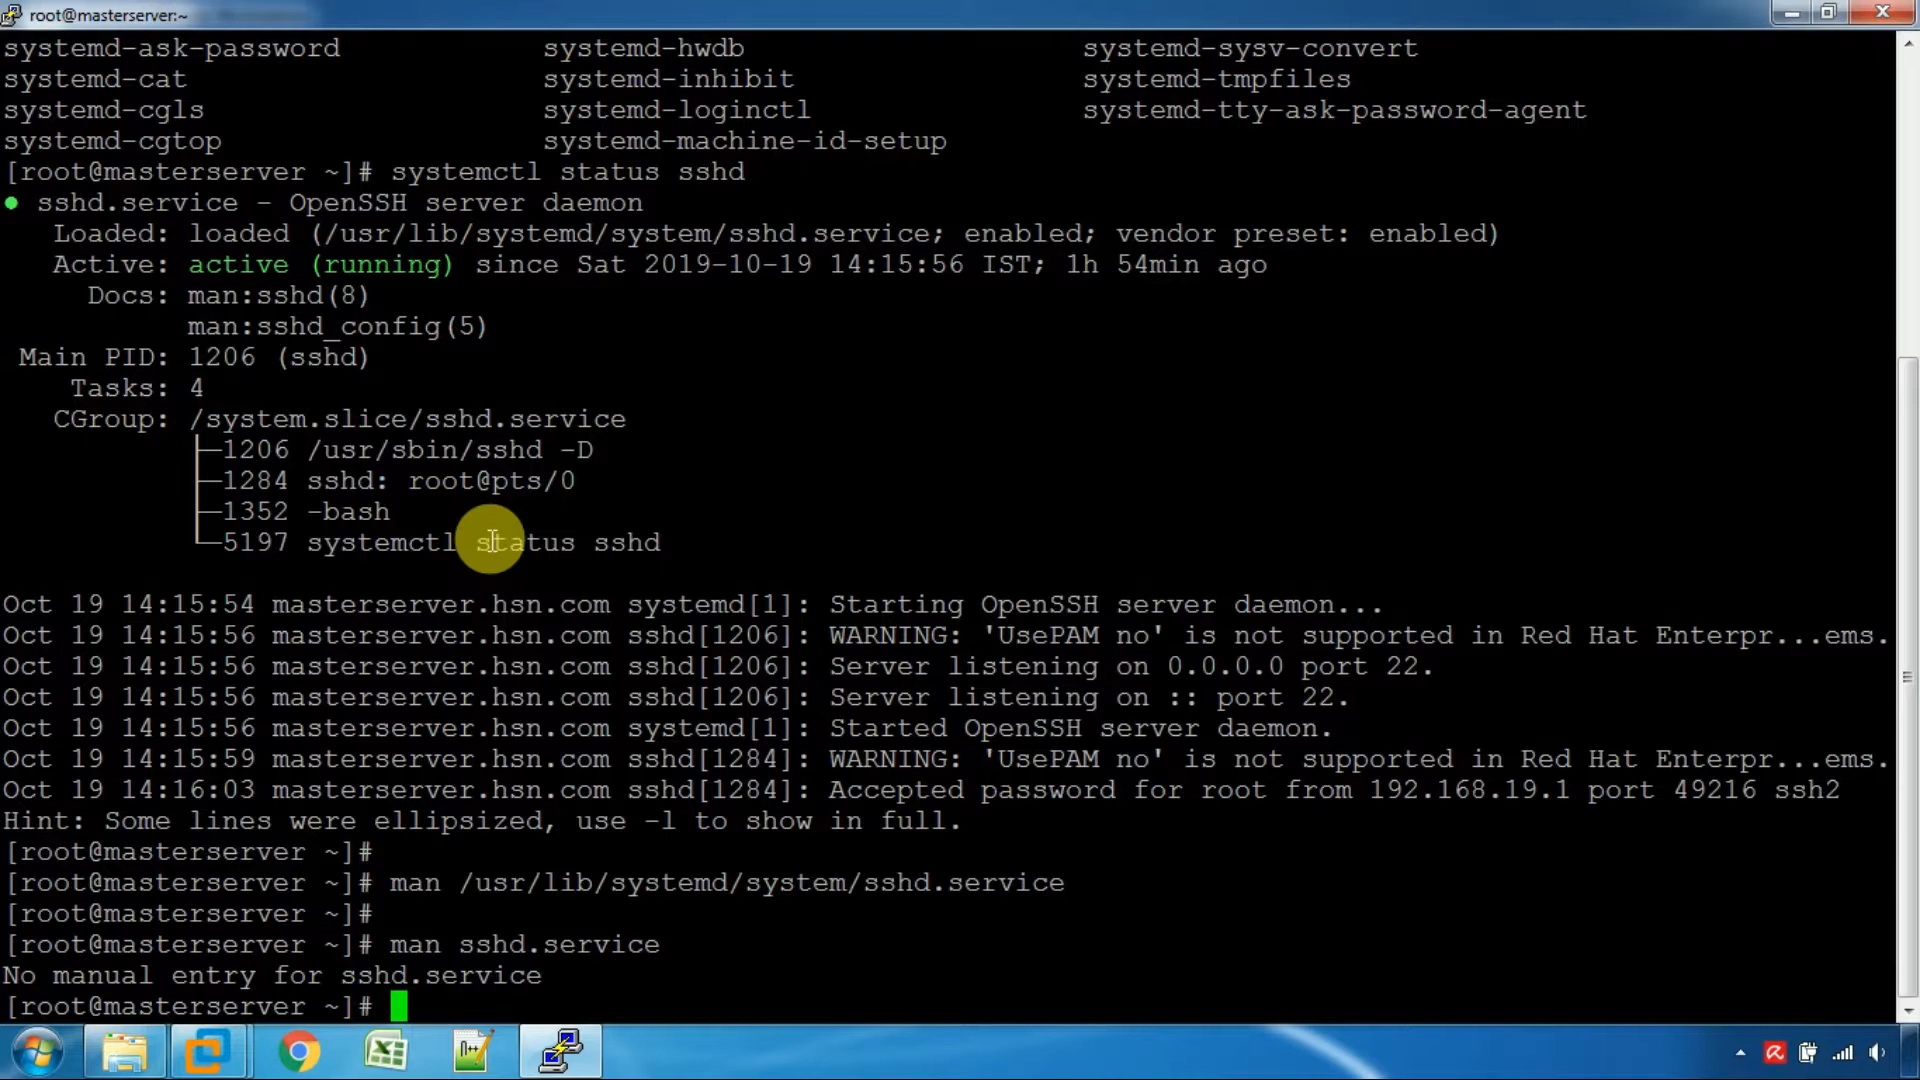 root@masterserver:~
systemd-ask-password systemd-hwdb systemd-sysv-convert
systemd-cat systemd-inhibit systemd-tmpfiles
systemd-cgls systemd-loginctl systemd-tty-ask-password-agent
systemd-cgtop systemd-machine-id-setup
[root@masterserver ~]# systemctl status sshd
● sshd.service - OpenSSH server daemon
Loaded: loaded (/usr/lib/systemd/system/sshd.service; enabled; vendor preset: enabled)
Active: active (running) since Sat 2019-10-19 14:15:56 IST; 1h 54min ago
Docs: man:sshd(8)
man:sshd_config(5)
Main PID: 1206 (sshd)
Tasks: 4
CGroup: /system.slice/sshd.service
├─1206 /usr/sbin/sshd -D
├─1284 sshd: root@pts/0
├─1352 -bash
└─5197 systemctl status sshd
Oct 19 14:15:54 masterserver.hsn.com systemd[1]: Starting OpenSSH server daemon...
Oct 19 14:15:56 masterserver.hsn.com sshd[1206]: WARNING: 'UsePAM no' is not supported in Red Hat Enterpr...ems.
Oct 19 14:15:56 masterserver.hsn.com sshd[1206]: Server listening on 0.0.0.0 port 22.
Oct 19 14:15:56 masterserver.hsn.com sshd[1206]: Server listening on :: port 22.
Oct 19 14:15:56 masterserver.hsn.com systemd[1]: Started OpenSSH server daemon.
Oct 19 14:15:59 masterserver.hsn.com sshd[1284]: WARNING: 'UsePAM no' is not supported in Red Hat Enterpr...ems.
Oct 19 14:16:03 masterserver.hsn.com sshd[1284]: Accepted password for root from 192.168.19.1 port 49216 ssh2
Hint: Some lines were ellipsized, use -l to show in full.
[root@masterserver ~]#
[root@masterserver ~]# man /usr/lib/systemd/system/sshd.service
[root@masterserver ~]#
[root@masterserver ~]# man sshd.service
No manual entry for sshd.service
[root@masterserver ~]#